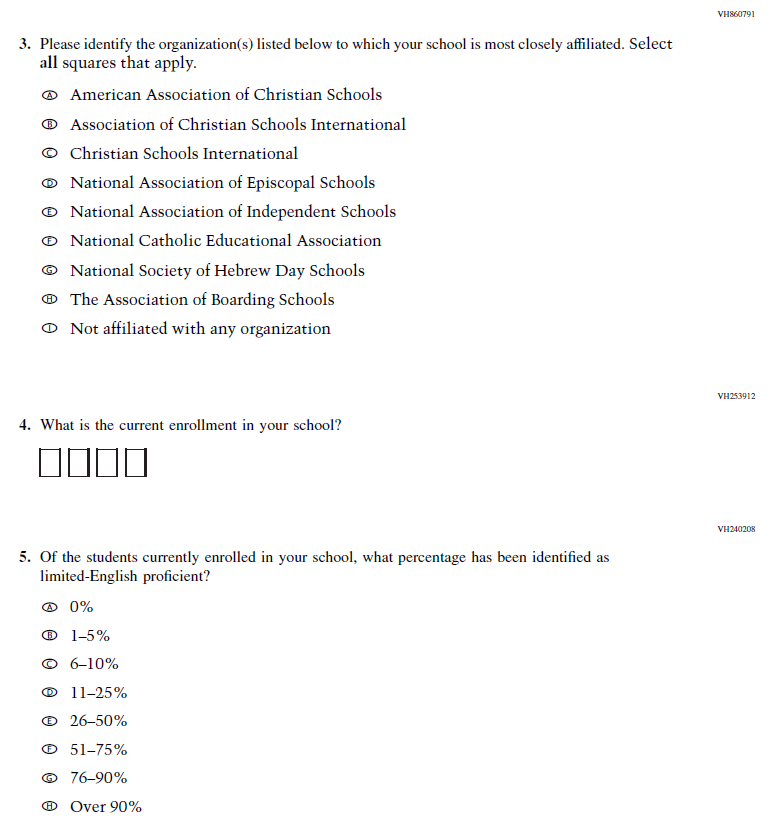 VH860791
3. Please identify the organization(s) listed below to which your school is most closely affiliated. Select
all squares that apply.
A American Association of Christian Schools
B Association of Christian Schools International
C Christian Schools International
D National Association of Episcopal Schools
E National Association of Independent Schools
F National Catholic Educational Association
G National Society of Hebrew Day Schools
H The Association of Boarding Schools
I Not affiliated with any organization
VH253912
4. What is the current enrollment in your school?
VH240208
5. Of the students currently enrolled in your school, what percentage has been identified as
limited-English proficient?
A 0%
B 1–5%
C 6–10%
D 11–25%
E 26–50%
F 51–75%
G 76–90%
H Over 90%